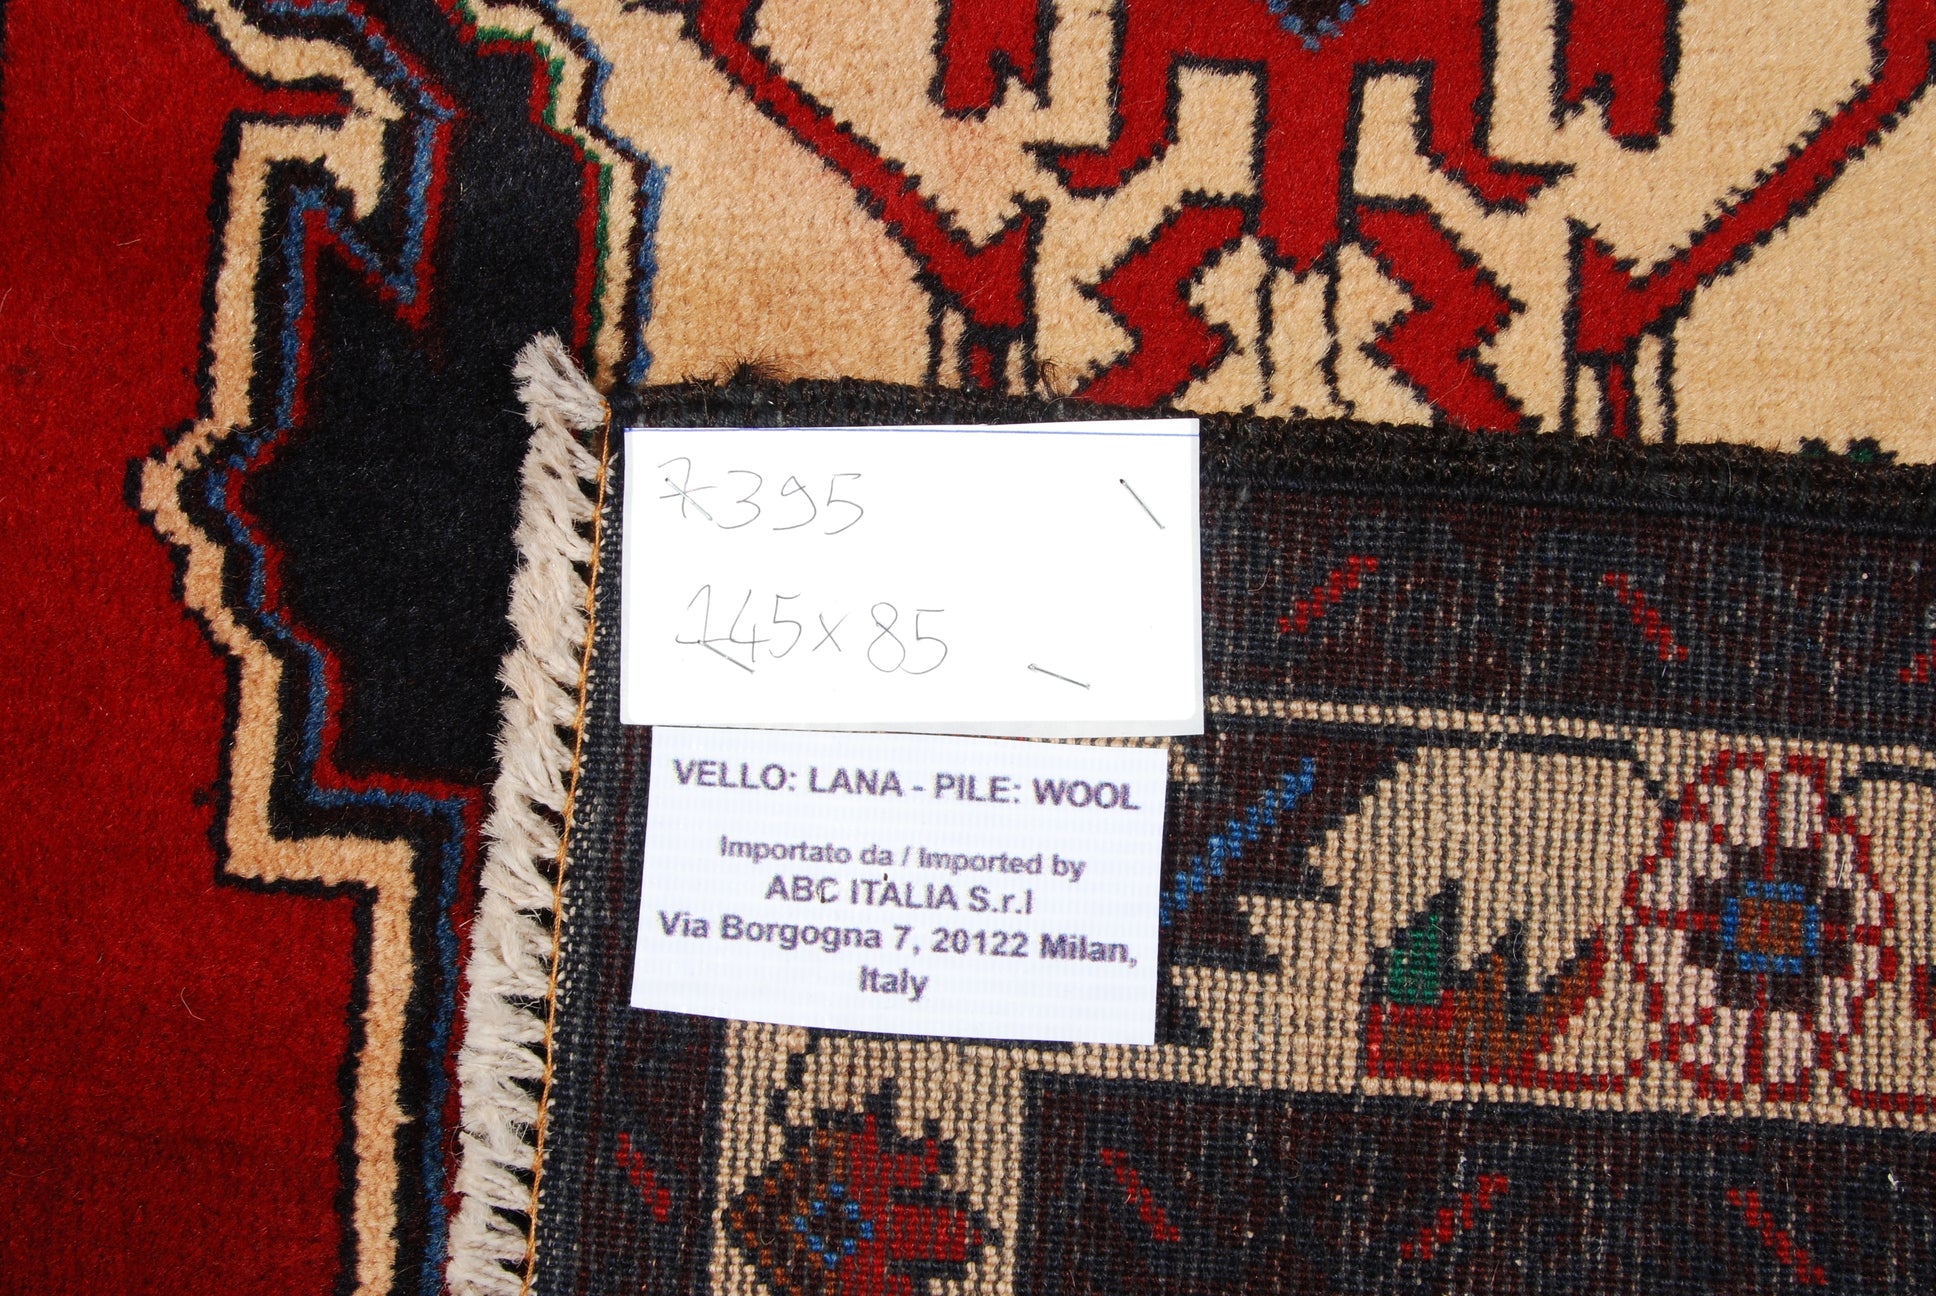 7395
145x85
VELLO: LANA - PILE: WOOL
Importato da / Imported by
ABC ITALIA S.r.l
Via Borgogna 7, 20122 Milan,
Italy